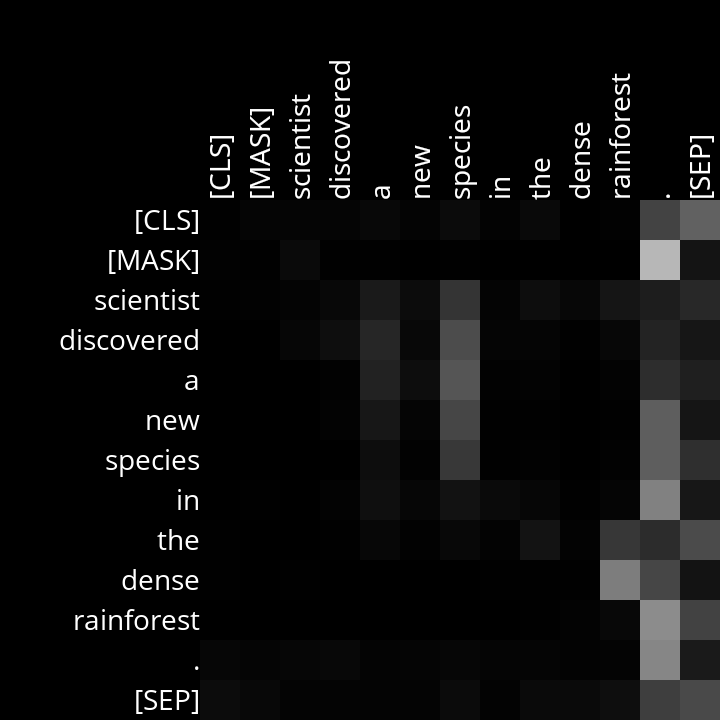 [CLS]
[MASK]
scientist
discovered
a
new
species
in
the
dense
rainforest
.
[SEP]
[CLS]
[MASK]
scientist
discovered
a
new
species
in
the
dense
rainforest
.
[SEP]